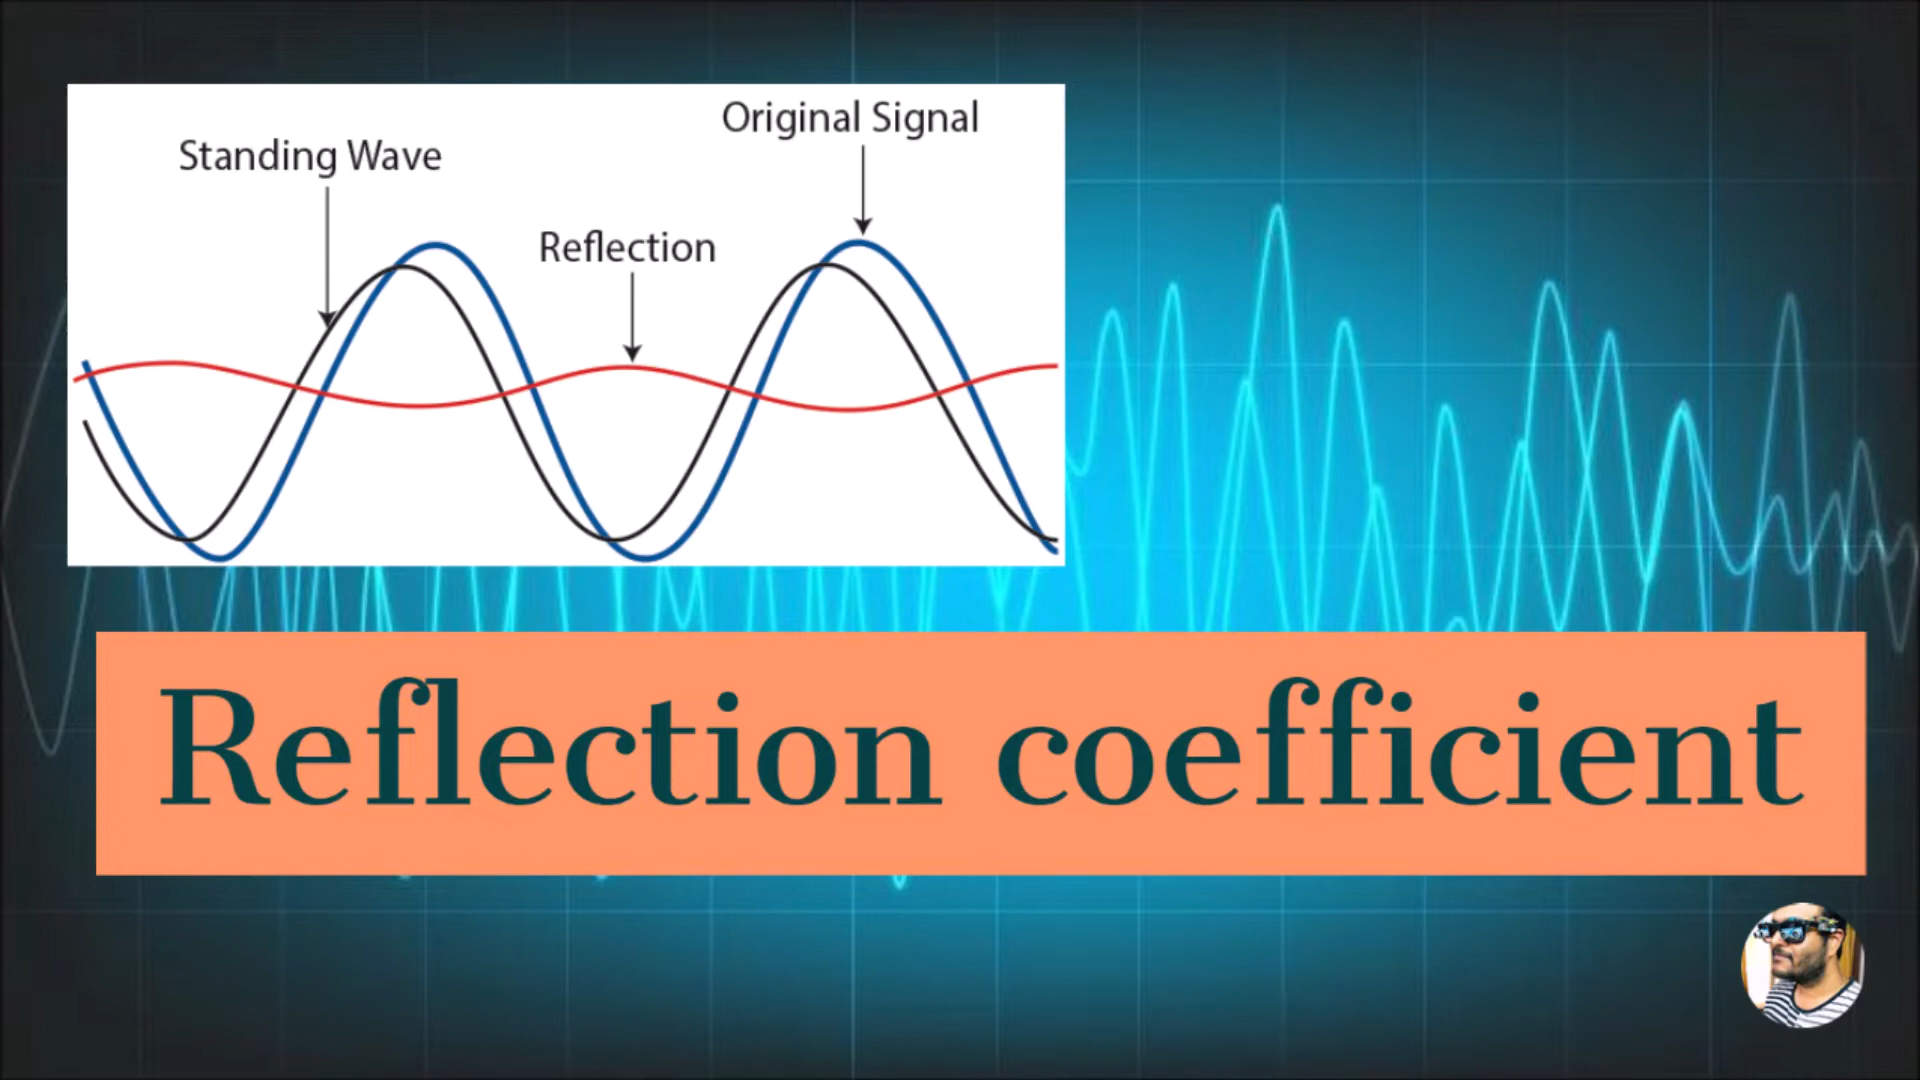 Original Signal
Standing Wave
Reflection
Reflection coefficient